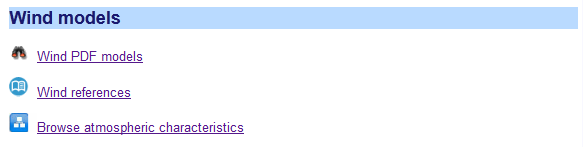 Wind models
Wind PDF models
Wind references
Browse atmospheric characteristics